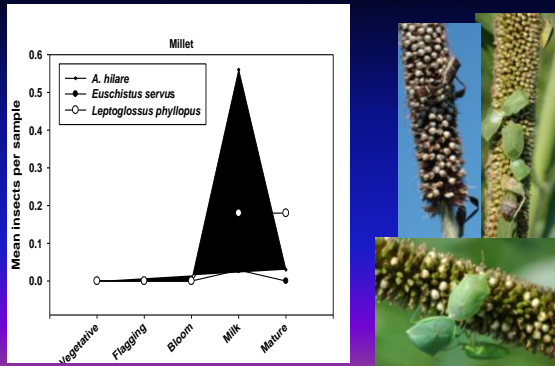 Millet
A. hilare
Euschistus servus
Leptoglossus phyllopus
Mean insects per sample
0.6
0.5
0.4
0.3
0.2
0.1
0.0
Vegetative
Flagging
Bloom
Milk
Mature